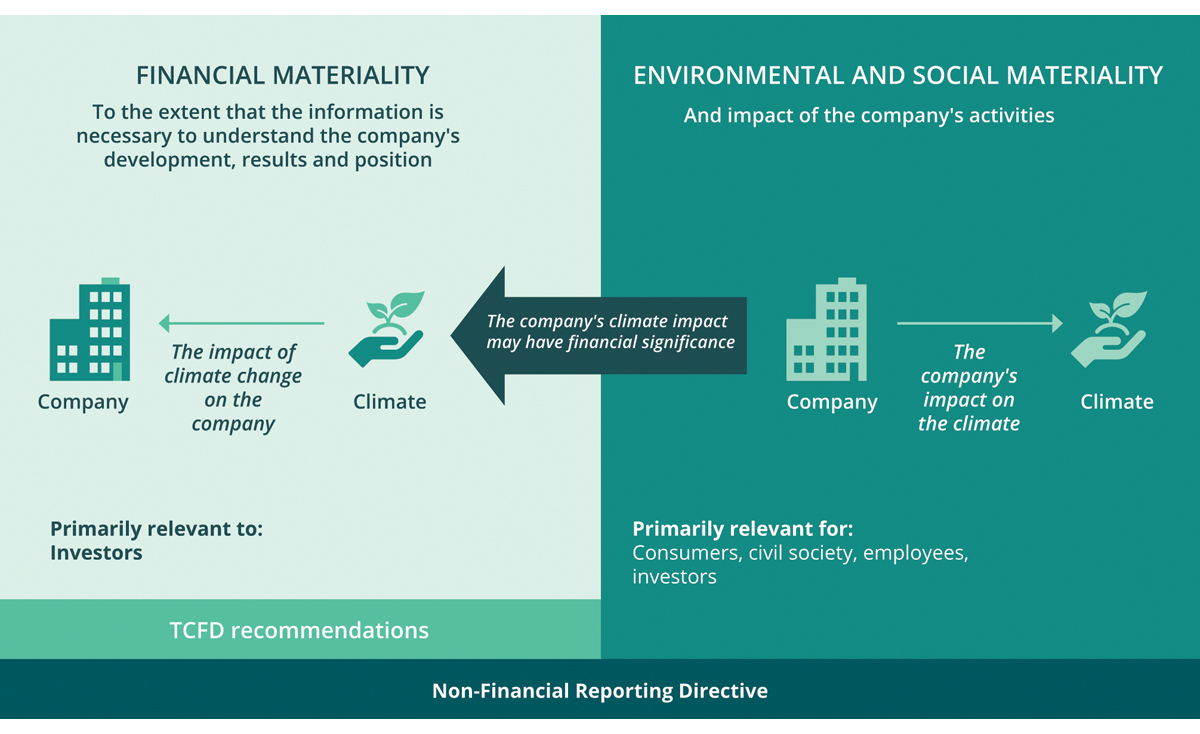 FINANCIAL MATERIALITY
To the extent that the information is
necessary to understand the company's
development, results and position
The impact of
climate change
on the
company
Company
Climate
Primarily relevant to:
Investors
TCFD recommendations
The company's climate impact
may have financial significance
ENVIRONMENTAL AND SOCIAL MATERIALITY
And impact of the company's activities
Company
The
company's
impact on
the climate
Climate
Primarily relevant for:
Consumers, civil society, employees,
investors
Non-Financial Reporting Directive